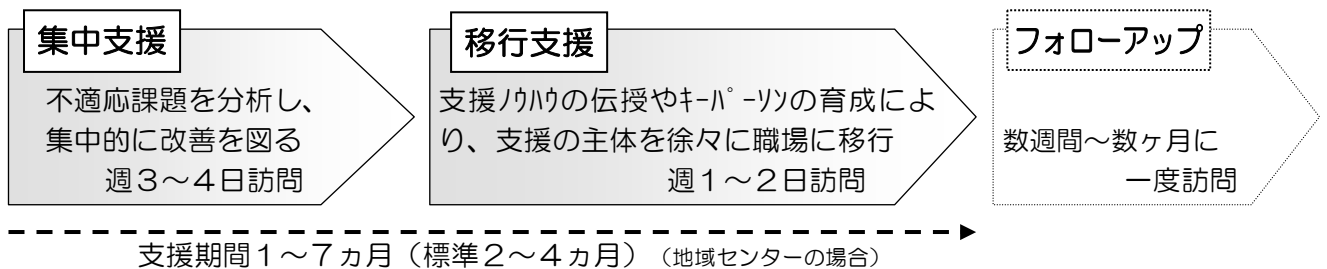 集中支援
不適応課題を分析し、
集中的に改善を図る
週３～４日訪問
移行支援
支援ﾉｳﾊｳの伝授やｷｰﾊﾟｰｿﾝの育成によ
り、支援の主体を徐々に職場に移行
週１～２日訪問
フォローアップ
数週間～数ヶ月に
一度訪問
支援期間１～７ヵ月（標準２～４ヵ月）（地域センターの場合）